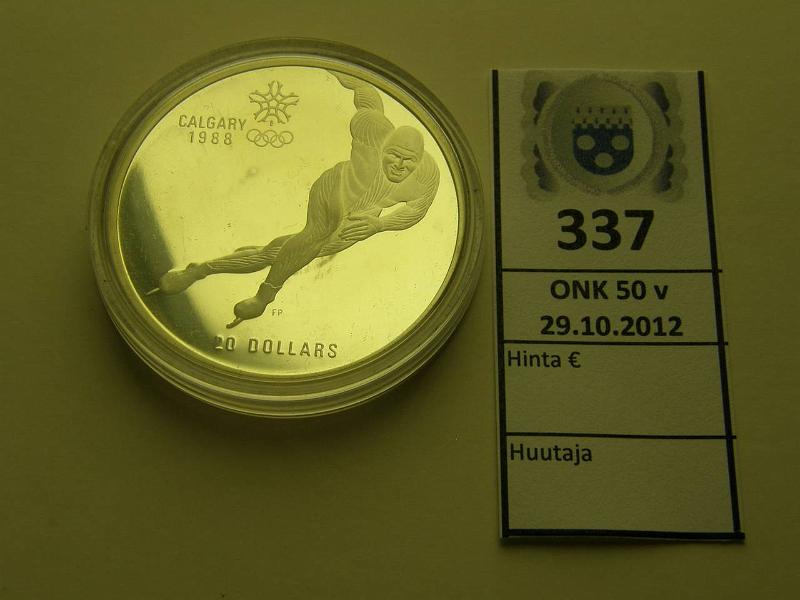 CALGARY
1988
FP
20 DOLLARS
337
ONK 50 v
29.10.2012
Hinta €
Huutaja